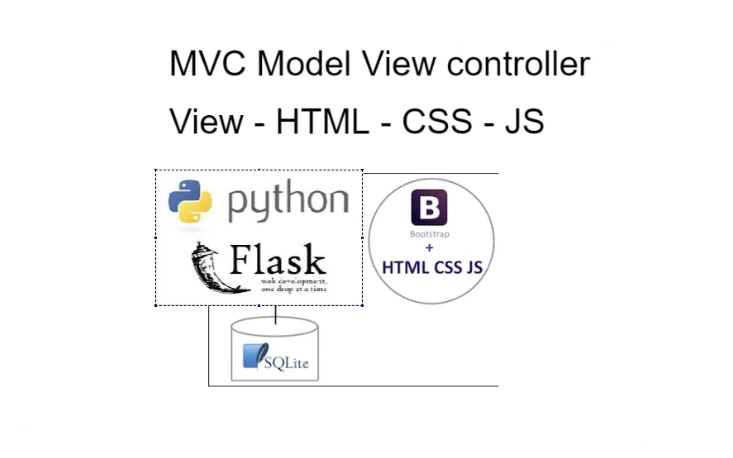 MVC Model View controller
View - HTML - CSS - JS
python
Flask
web development,
one drop at a time
B
Bootstrap
+
HTML CSS JS
SQLite